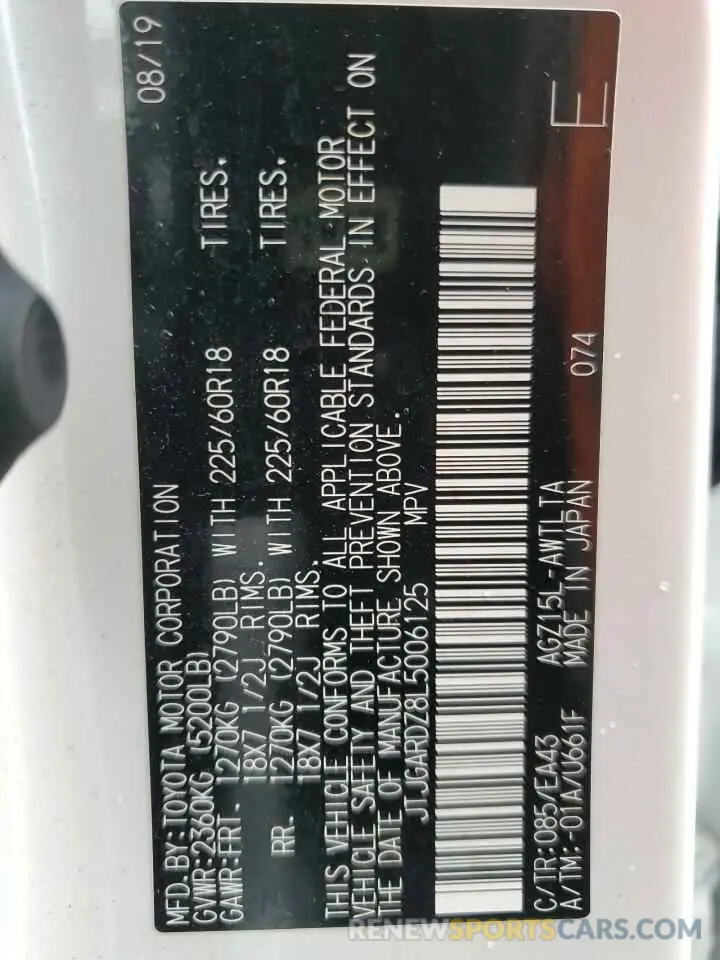 MFD.BY:TOYOTA MOTOR CORPORATION 08/19
GVWR:2360KG (5200LB)
GAWR:FRT. 1270KG (2790LB) WITH 225/60R18 TIRES.
18X7 1/2J RIMS.
RR. 1270KG (2790LB) WITH 225/60R18 TIRES.
18X7 1/2J RIMS.
THIS VEHICLE CONFORMS TO ALL APPLICABLE FEDERAL MOTOR
VEHICLE SAFETY AND THEFT PREVENTION STANDARDS IN EFFECT ON
THE DATE OF MANUFACTURE SHOWN ABOVE.
JTJGARDZ8L5006125 MPV
C/TR:085/EA43 AGZ15L-AWTLTA 074 E
A/TM:-01A/U661F MADE IN JAPAN
RENEWSPORTSCARS.COM